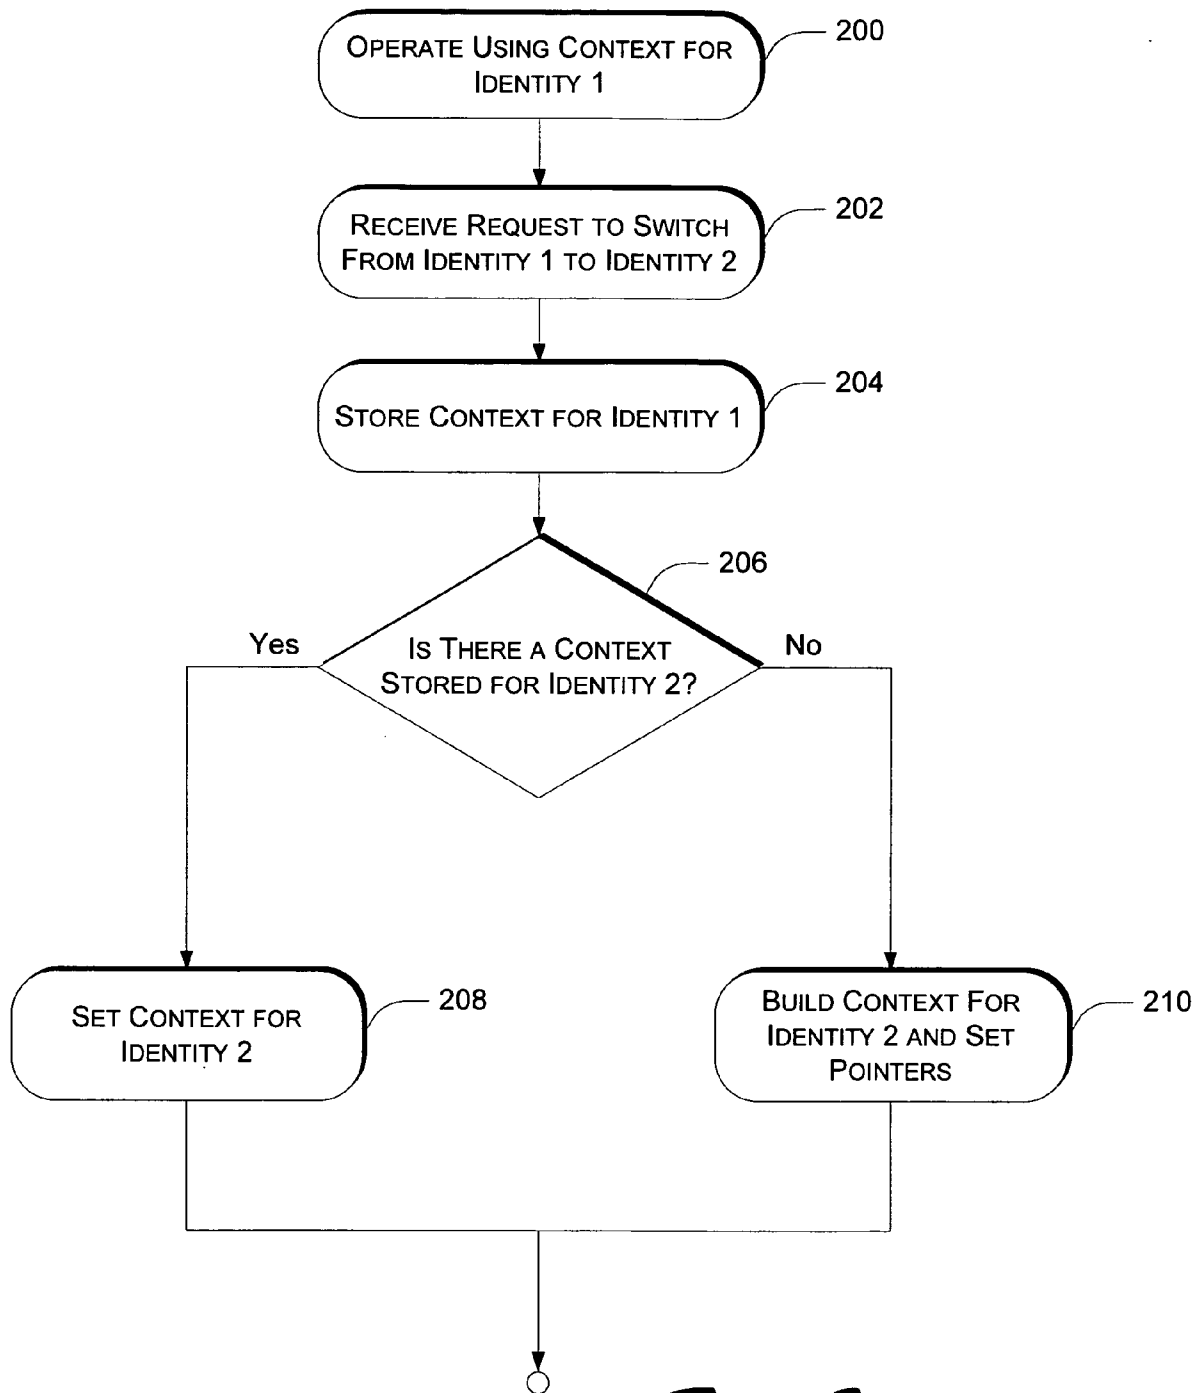 OPERATE USING CONTEXT FOR
IDENTITY 1
200
RECEIVE REQUEST TO SWITCH
FROM IDENTITY 1 TO IDENTITY 2
202
STORE CONTEXT FOR IDENTITY 1
204
206
Yes
IS THERE A CONTEXT
STORED FOR IDENTITY 2?
No
SET CONTEXT FOR
IDENTITY 2
208
BUILD CONTEXT FOR
IDENTITY 2 AND SET
POINTERS
210